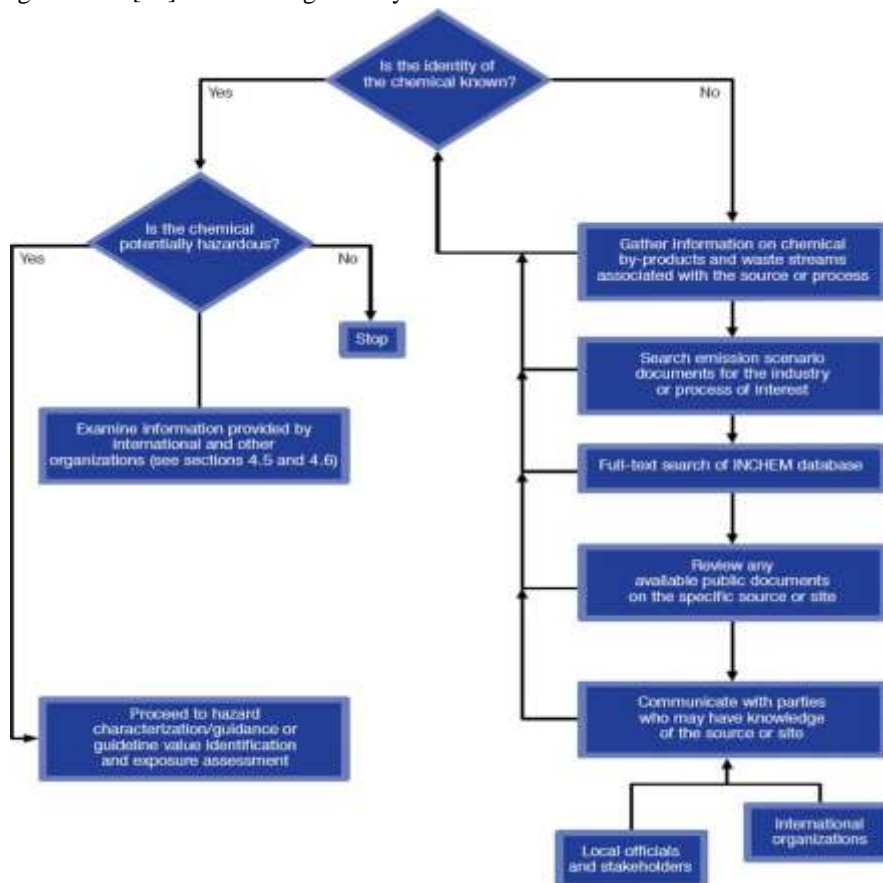 Is the identity of
the chemical known?
Yes
No
Is the chemical
potentially hazardous?
Yes
No
Stop
Examine information provided by
international and other
organizations (see sections 4.5 and 4.6)
Proceed to hazard
characterization/guidance or
guideline value identification
and exposure assessment
Gather information on chemical
by-products and waste streams
associated with the source or process
Search emission scenario
documents for the industry
or process of interest
Full-text search of INCHEM database
Review any
available public documents
on the specific source or site
Communicate with parties
who may have knowledge
of the source or site
Local officials
and stakeholders
International
organizations